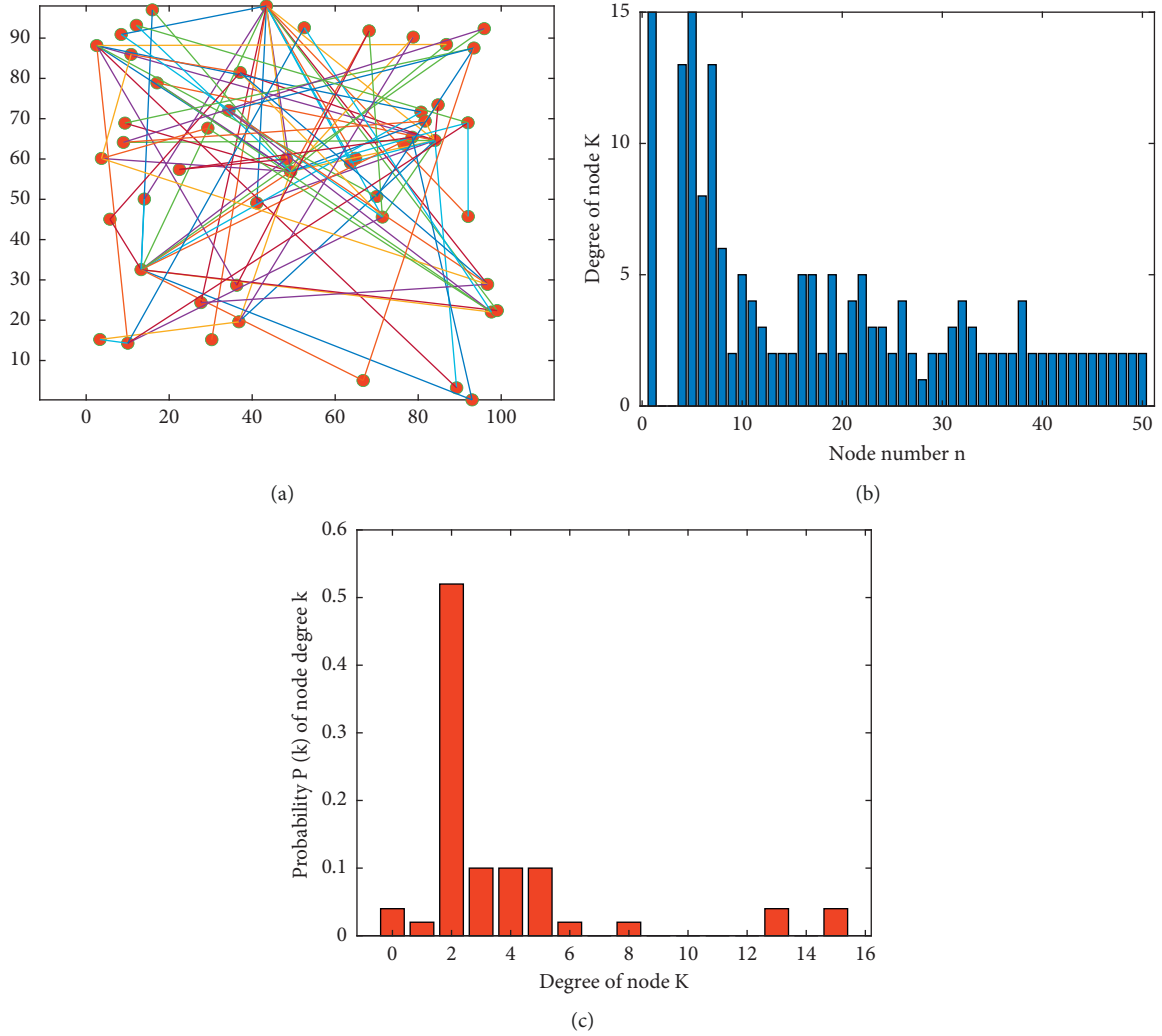 90
80
70
60
50
40
30
20
10
0 20 40 60 80 100
(a)
15
10
5
0
Degree of node K
0 10 20 30 40 50
Node number n
(b)
0.6
0.5
0.4
0.3
0.2
0.1
0
Probability P (k) of node degree k
0 2 4 6 8 10 12 14 16
Degree of node K
(c)